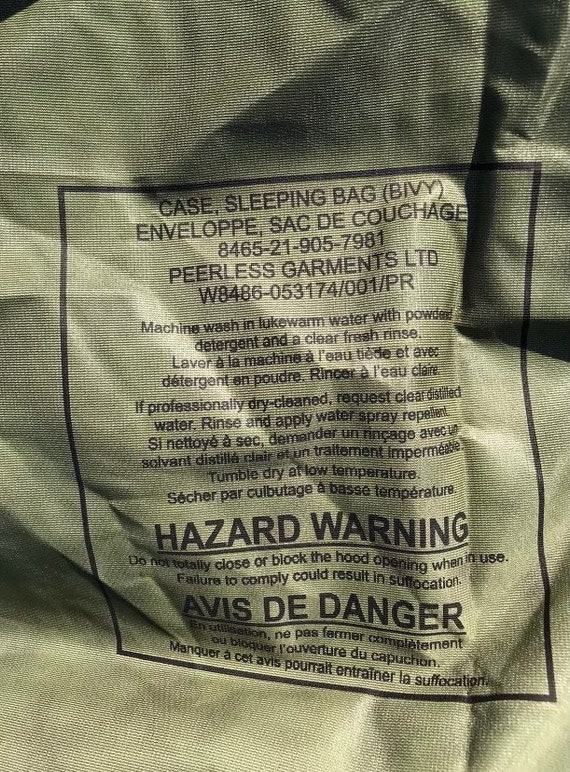 CASE, SLEEPING BAG (BIVY)
ENVELOPPE, SAC DE COUCHAGE
8465-21-905-7981
PEERLESS GARMENTS LTD
W8486-053174/001/PR
Machine wash in lukewarm water with powder
detergent and a clear fresh rinse.
Laver à la machine à l'eau tiède et avec
détergent en poudre. Rincer à l'eau claire.
If professionally dry-cleaned, request clear distilled
water. Rinse and apply water spray repellent.
Si nettoyé à sec, demander un rinçage avec un
solvant distillé clair et un traitement imperméable.
Tumble dry at low temperature.
Sécher par culbutage à basse température.
HAZARD WARNING
Do not totally close or block the hood opening when in use.
Failure to comply could result in suffocation.
AVIS DE DANGER
En utilisation, ne pas fermer complètement
ou bloquer l'ouverture du capuchon.
Manquer à cet avis pourrait entraîner la suffocation.